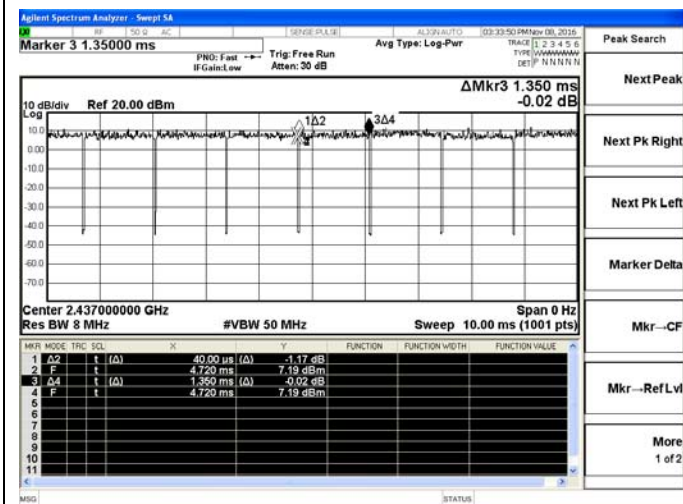 Agilent Spectrum Analyzer - Swept SA
RF 50 Ω AC SENSE:PULSE ALIGN AUTO 03:33:50 PM Nov 08, 2016
Marker 3 1.35000 ms
PNO: Fast
IFGain:Low
Trig: Free Run
Atten: 30 dB
Avg Type: Log-Pwr
TRACE 1 2 3 4 5 6
TYPE WWWWWW
DET P N N N N N
Peak Search
ΔMkr3 1.350 ms
-0.02 dB
10 dB/div Ref 20.00 dBm
Log
1Δ2 3Δ4
10.0
0.00
-10.0
-20.0
-30.0
-40.0
-50.0
-60.0
-70.0
Center 2.437000000 GHz Span 0 Hz
Res BW 8 MHz #VBW 50 MHz Sweep 10.00 ms (1001 pts)
MKR MODE TRC SCL X Y FUNCTION FUNCTION WIDTH FUNCTION VALUE
1 Δ2 t (Δ) 40.00 µs (Δ) -1.17 dB
2 F t 4.720 ms 7.19 dBm
3 Δ4 t (Δ) 1.350 ms (Δ) -0.02 dB
4 F t 4.720 ms 7.19 dBm
5
6
7
8
9
10
11
MSG STATUS
Next Peak
Next Pk Right
Next Pk Left
Marker Delta
Mkr→CF
Mkr→Ref Lvl
More
1 of 2